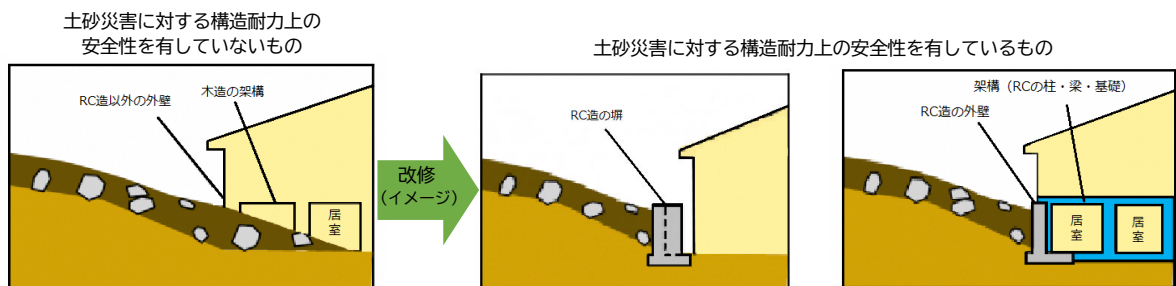 土砂災害に対する構造耐力上の
安全性を有していないもの
土砂災害に対する構造耐力上の安全性を有しているもの
RC造以外の外壁
木造の架構
居
室
改修
(イメージ)
RC造の塀
架構（RCの柱・梁・基礎）
RC造の外壁
居
室
居
室